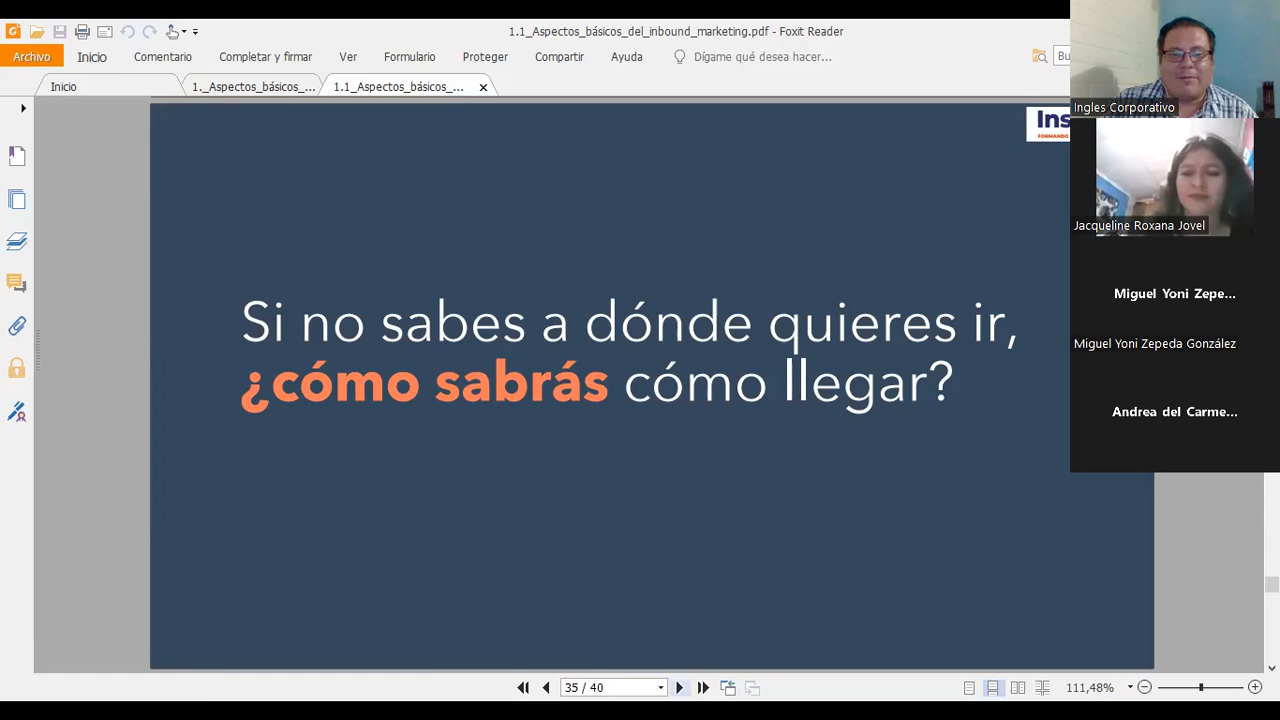 1.1_Aspectos_básicos_del_inbound_marketing.pdf - Foxit Reader
Archivo
Inicio
Comentario
Completar y firmar
Ver
Formulario
Proteger
Compartir
Ayuda
Dígame qué desea hacer...
Bu
Inicio
1._Aspectos_básicos_...
1.1_Aspectos_básicos_...
Ins
FORMANDO
Si no sabes a dónde quieres ir,
¿cómo sabrás cómo llegar?
Ingles Corporativo
Jacqueline Roxana Jovel
Miguel Yoni Zepe...
Miguel Yoni Zepeda González
Andrea del Carme...
35 / 40
111,48%